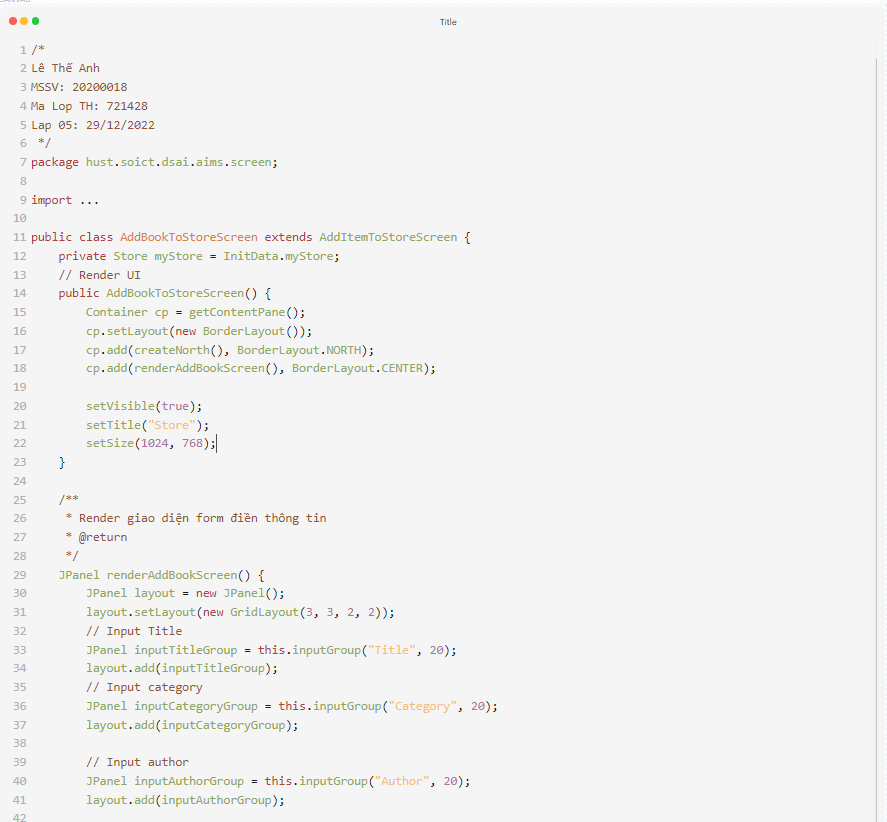 Title
1 /*
2 Lê Thế Anh
3 MSSV: 20200018
4 Ma Lop TH: 721428
5 Lap 05: 29/12/2022
6  */
7 package hust.soict.dsai.aims.screen;
8
9 import ...
10
11 public class AddBookToStoreScreen extends AddItemToStoreScreen {
12     private Store myStore = InitData.myStore;
13     // Render UI
14     public AddBookToStoreScreen() {
15         Container cp = getContentPane();
16         cp.setLayout(new BorderLayout());
17         cp.add(createNorth(), BorderLayout.NORTH);
18         cp.add(renderAddBookScreen(), BorderLayout.CENTER);
19
20         setVisible(true);
21         setTitle("Store");
22         setSize(1024, 768);
23     }
24
25     /**
26      * Render giao diện form điền thông tin
27      * @return
28      */
29     JPanel renderAddBookScreen() {
30         JPanel layout = new JPanel();
31         layout.setLayout(new GridLayout(3, 3, 2, 2));
32         // Input Title
33         JPanel inputTitleGroup = this.inputGroup("Title", 20);
34         layout.add(inputTitleGroup);
35         // Input category
36         JPanel inputCategoryGroup = this.inputGroup("Category", 20);
37         layout.add(inputCategoryGroup);
38
39         // Input author
40         JPanel inputAuthorGroup = this.inputGroup("Author", 20);
41         layout.add(inputAuthorGroup);
42